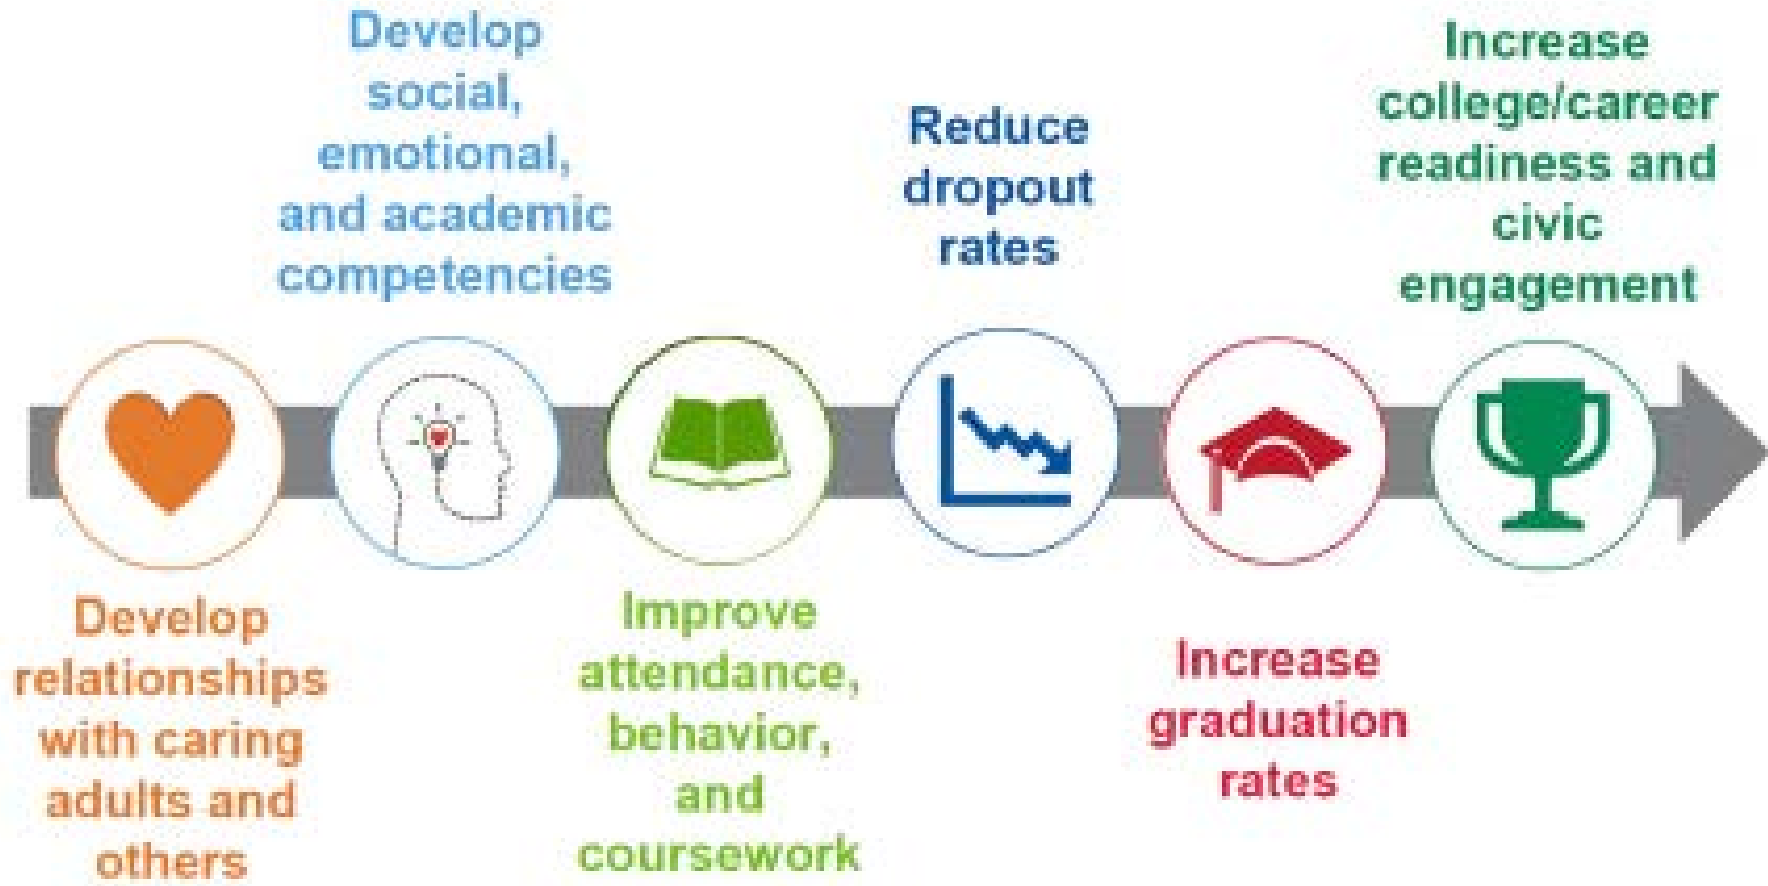 Develop
relationships
with caring
adults and
others
Develop
social,
emotional,
and academic
competencies
Improve
attendance,
behavior,
and
coursework
Reduce
dropout
rates
Increase
graduation
rates
Increase
college/career
readiness and
civic
engagement